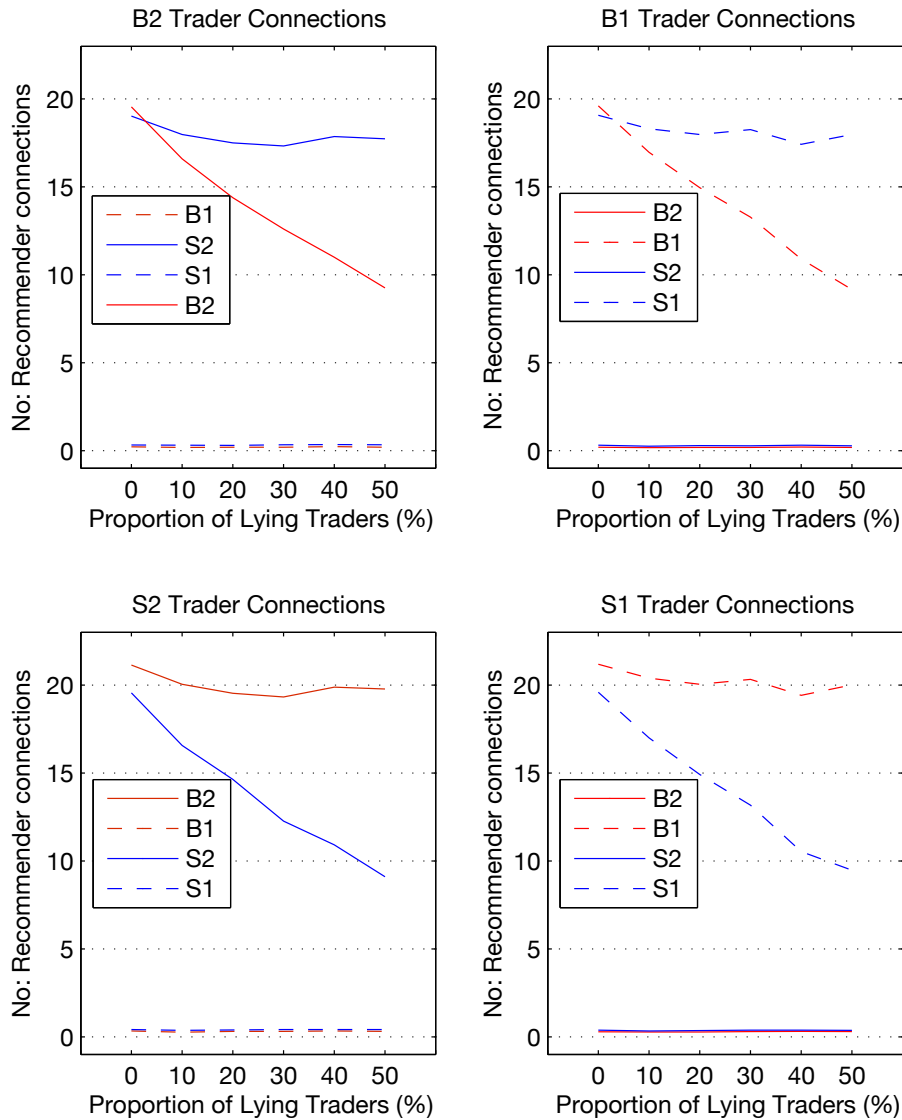 B2 Trader Connections
No: Recommender connections
20
15
10
5
0
B1
S2
S1
B2
0 10 20 30 40 50
Proportion of Lying Traders (%)
B1 Trader Connections
No: Recommender connections
20
15
10
5
0
B2
B1
S2
S1
0 10 20 30 40 50
Proportion of Lying Traders (%)
S2 Trader Connections
No: Recommender connections
20
15
10
5
0
B2
B1
S2
S1
0 10 20 30 40 50
Proportion of Lying Traders (%)
S1 Trader Connections
No: Recommender connections
20
15
10
5
0
B2
B1
S2
S1
0 10 20 30 40 50
Proportion of Lying Traders (%)